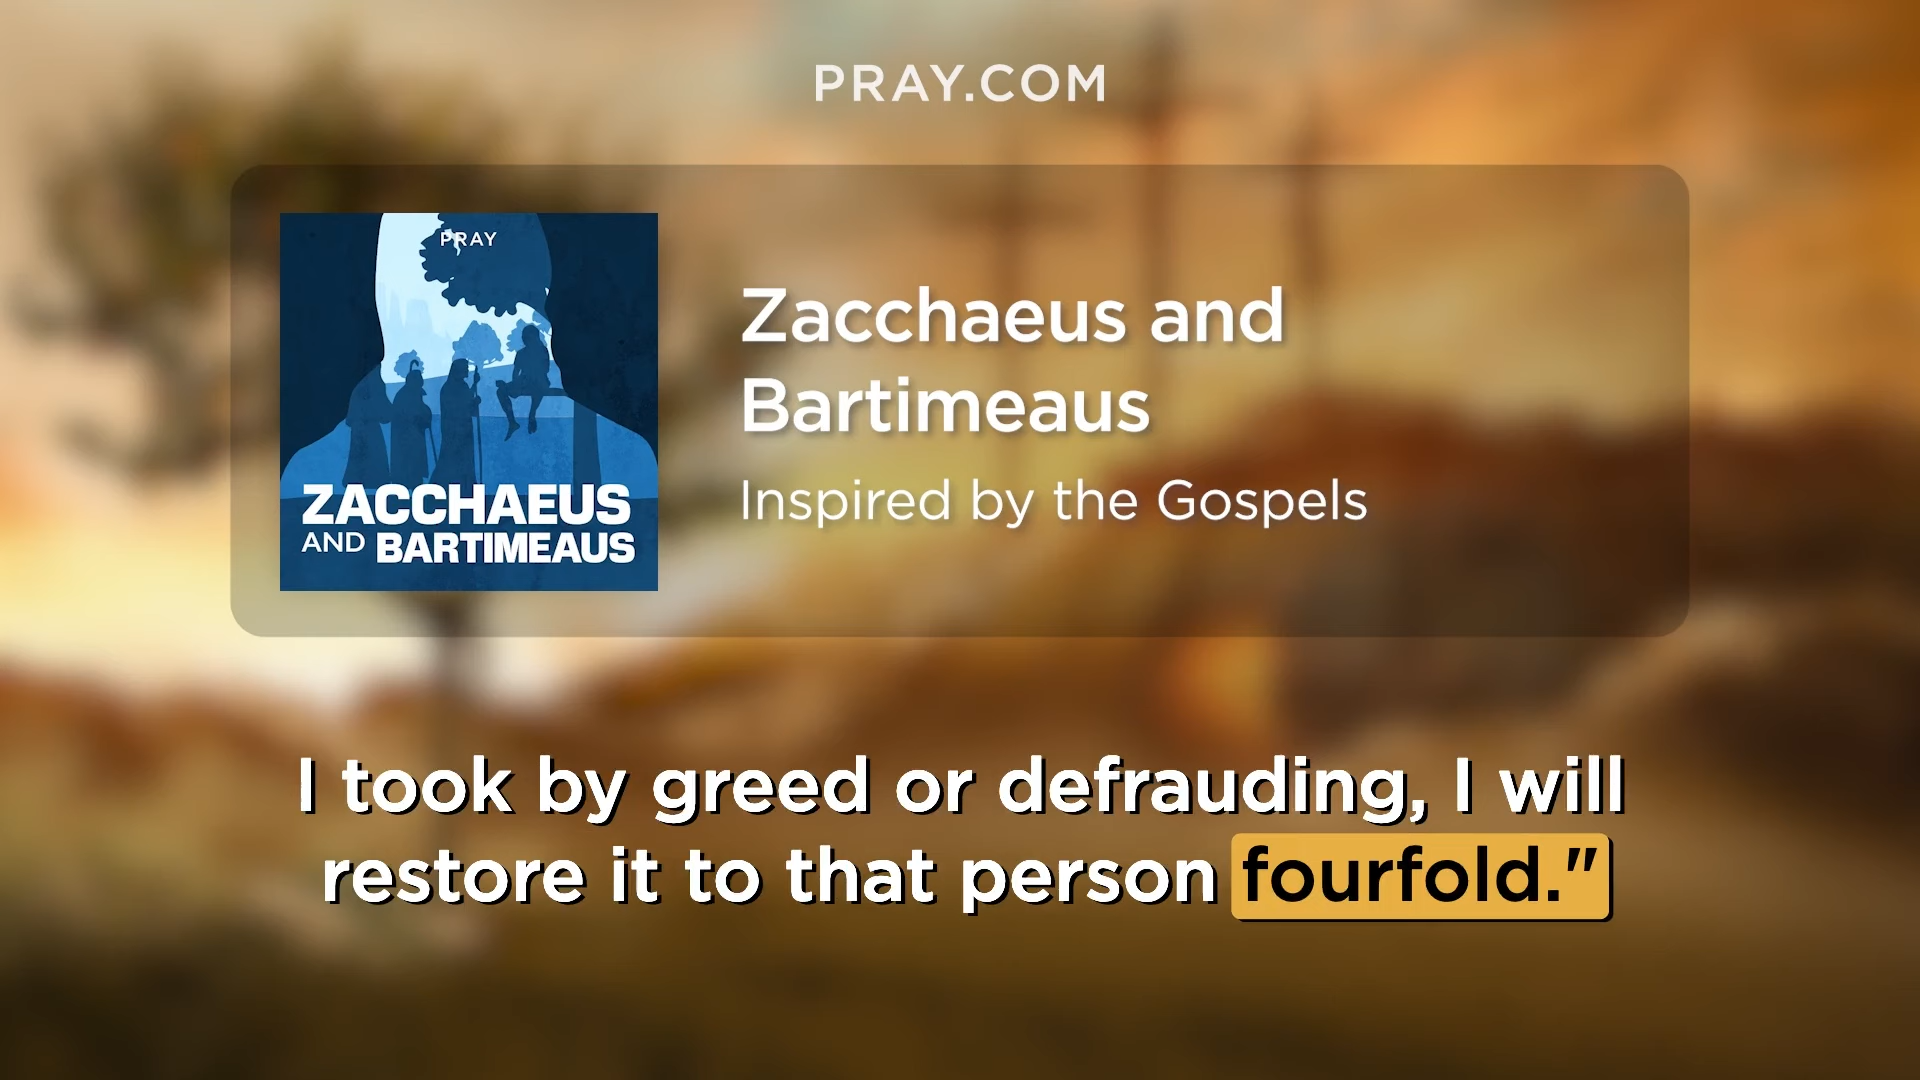 PRAY.COM
PRAY
ZACCHAEUS
AND BARTIMEAUS
Zacchaeus and
Bartimeaus
Inspired by the Gospels
I took by greed or defrauding, I will
restore it to that person fourfold."